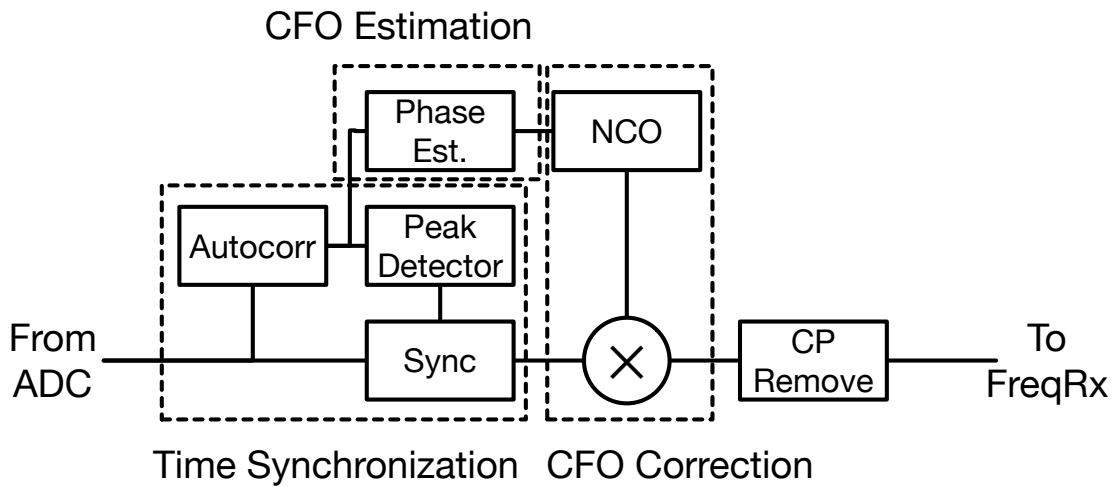 CFO Estimation
Phase
Est.
NCO
Autocorr
Peak
Detector
From
ADC
Sync
CP
Remove
To
FreqRx
Time Synchronization
CFO Correction